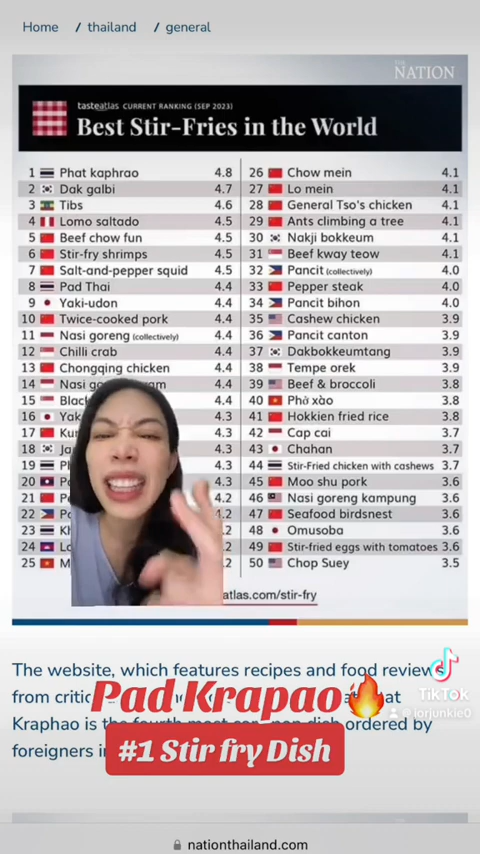 Home / thailand / general
THE NATION
tasteatlas CURRENT RANKING (SEP 2023)
Best Stir-Fries in the World
1 Phat kaphrao 4.8
2 Dak galbi 4.7
3 Tibs 4.6
4 Lomo saltado 4.5
5 Beef chow fun 4.5
6 Stir-fry shrimps 4.5
7 Salt-and-pepper squid 4.5
8 Pad Thai 4.4
9 Yaki-udon 4.4
10 Twice-cooked pork 4.4
11 Nasi goreng (collectively) 4.4
12 Chilli crab 4.4
13 Chongqing chicken 4.4
14 Nasi 4.4
15 4.4
16 4.3
17 4.3
18 4.3
19 4.3
20 4.3
21 4.2
22 .2
23 .2
24 .2
25 .2
26 Chow mein 4.1
27 Lo mein 4.1
28 General Tso's chicken 4.1
29 Ants climbing a tree 4.1
30 Nakji bokkeum 4.1
31 Beef kway teow 4.1
32 Pancit (collectively) 4.0
33 Pepper steak 4.0
34 Pancit bihon 4.0
35 Cashew chicken 3.9
36 Pancit canton 3.9
37 Dakbokkeumtang 3.9
38 Tempe orek 3.9
39 Beef & broccoli 3.8
40 Phở xào 3.8
41 Hokkien fried rice 3.8
42 Cap cai 3.7
43 Chahan 3.7
44 Stir-Fried chicken with cashews 3.7
45 Moo shu pork 3.6
46 Nasi goreng kampung 3.6
47 Seafood birdsnest 3.6
48 Omusoba 3.6
49 Stir-fried eggs with tomatoes 3.6
50 Chop Suey 3.5
atlas.com/stir-fry
The website, which features recipes and food reviews
from
Pad Krapao
Kraphao is the fourth most dish ordered by
foreigners
#1 Stir fry Dish
TikTok
@iorjunkie0
nationthailand.com